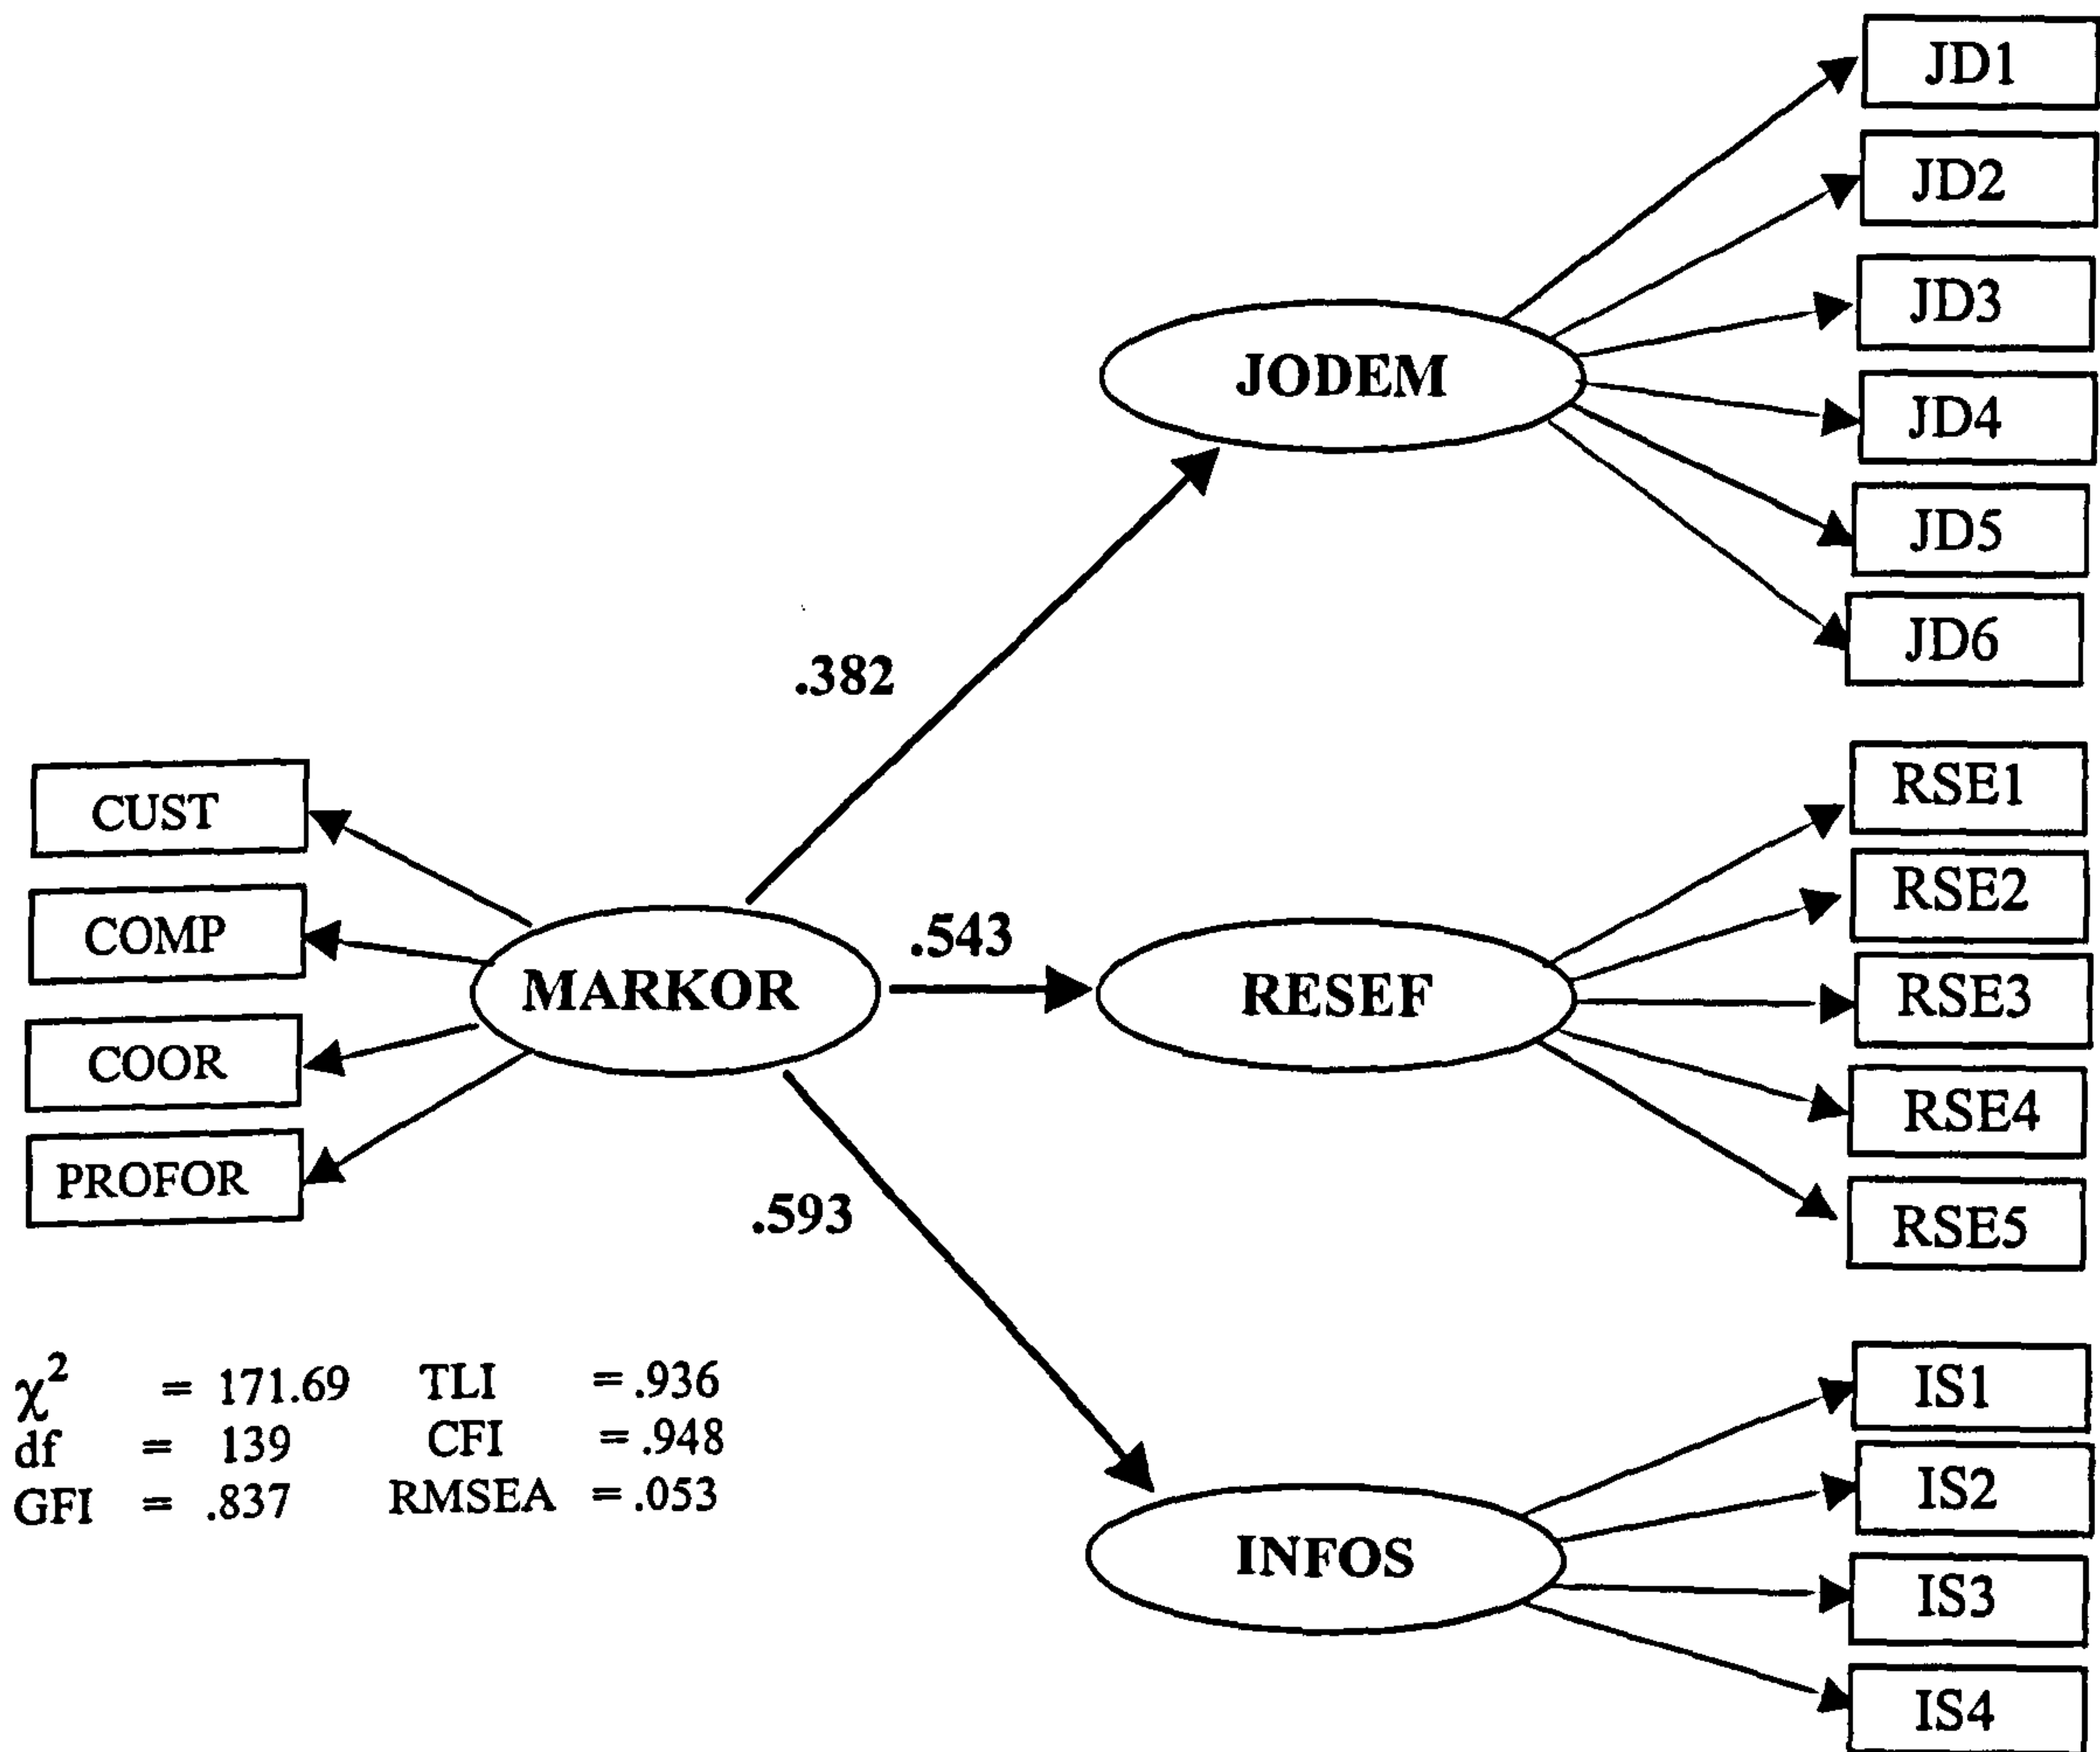 JD1
JD2
JD3
JODEM
JD4
JD5
JD6
.382
RSE1
CUST
RSE2
COMP
.543
MARKOR
RESEF
RSE3
COOR
RSE4
PROFOR
.593
RSE5
χ² = 171.69 TLI = .936
df = 139 CFI = .948
GFI = .837 RMSEA = .053
IS1
IS2
INFOS
IS3
IS4